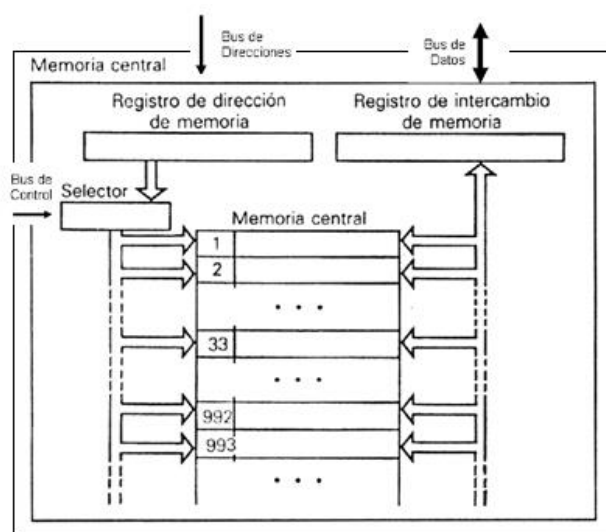 Bus de
Direcciones
Bus de
Datos
Memoria central
Registro de dirección
de memoria
Registro de intercambio
de memoria
Bus de
Control
Selector
Memoria central
1
2
• • •
33
• • •
992
993
• • •